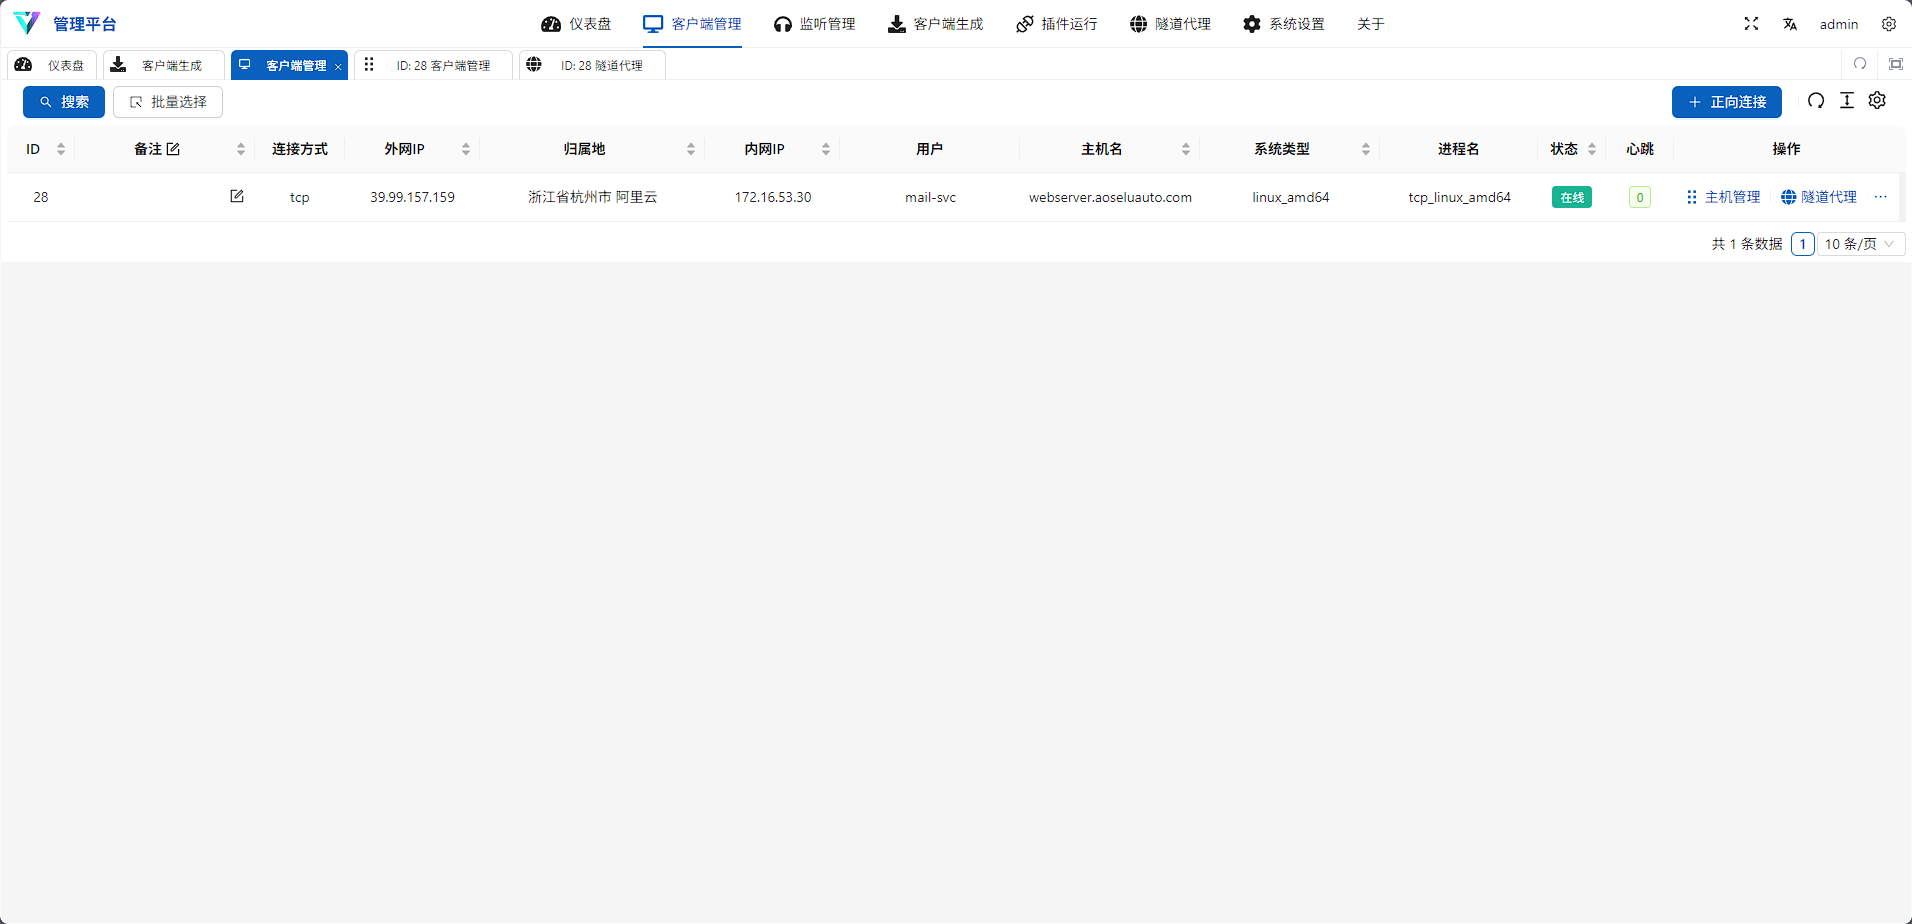 管理平台
仪表盘
客户端管理
监听管理
客户端生成
插件运行
隧道代理
系统设置
关于
admin
仪表盘
客户端生成
客户端管理
ID: 28 客户端管理
ID: 28 隧道代理
搜索
批量选择
正向连接
ID
备注
连接方式
外网IP
归属地
内网IP
用户
主机名
系统类型
进程名
状态
心跳
操作
28
tcp
39.99.157.159
浙江省杭州市 阿里云
172.16.53.30
mail-svc
webserver.aoseluauto.com
linux_amd64
tcp_linux_amd64
在线
0
主机管理
隧道代理
共 1 条数据
1
10 条/页